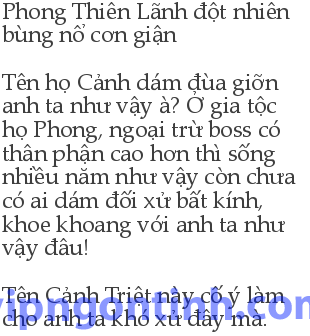 Phong Thiên Lãnh đột nhiên
bùng nổ cơn giận
Tên họ Cảnh dám đùa giỡn
anh ta như vậy à? Ở gia tộc
họ Phong, ngoại trừ boss có
thân phận cao hơn thì sống
nhiều năm như vậy còn chưa
có ai dám đối xử bất kính,
khoe khoang với anh ta như
vậy đâu!
Tên Cảnh Triệt này cố ý làm
cho anh ta khó xử đây mà.
vipngontinh.com